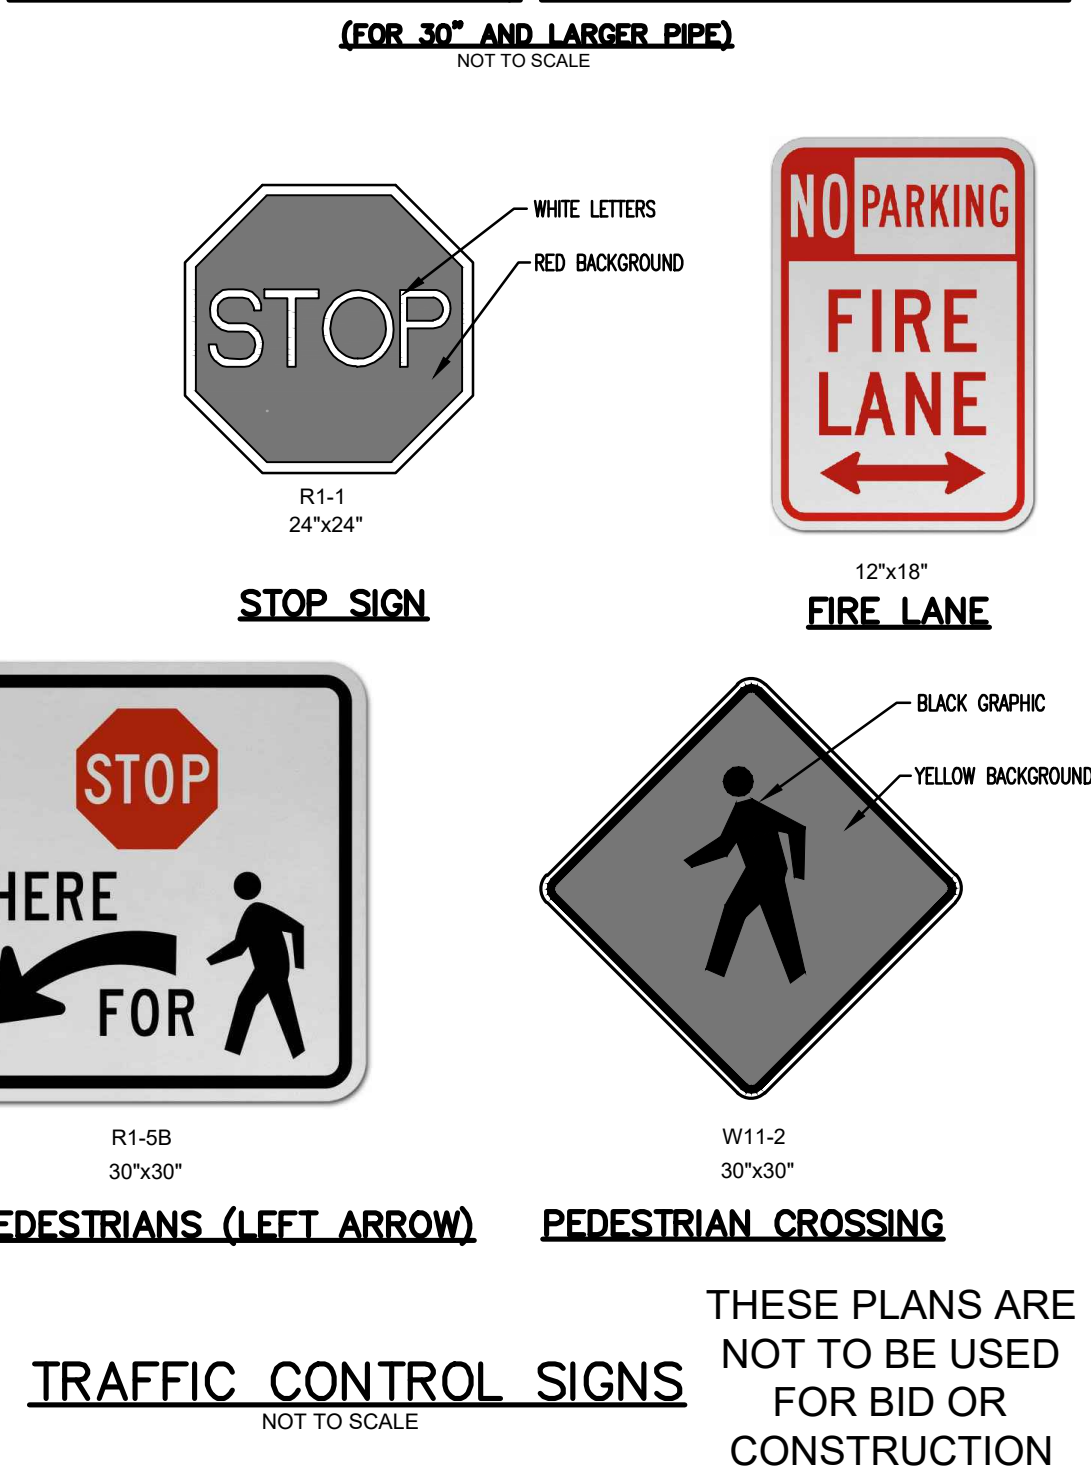 (FOR 30" AND LARGER PIPE)
NOT TO SCALE
STOP
WHITE LETTERS
RED BACKGROUND
R1-1
24"x24"
STOP SIGN
NO PARKING
FIRE
LANE
12"x18"
FIRE LANE
STOP
HERE
FOR
R1-5B
30"x30"
EDESTRIANS (LEFT ARROW)
BLACK GRAPHIC
YELLOW BACKGROUND
W11-2
30"x30"
PEDESTRIAN CROSSING
TRAFFIC CONTROL SIGNS
NOT TO SCALE
THESE PLANS ARE
NOT TO BE USED
FOR BID OR
CONSTRUCTION